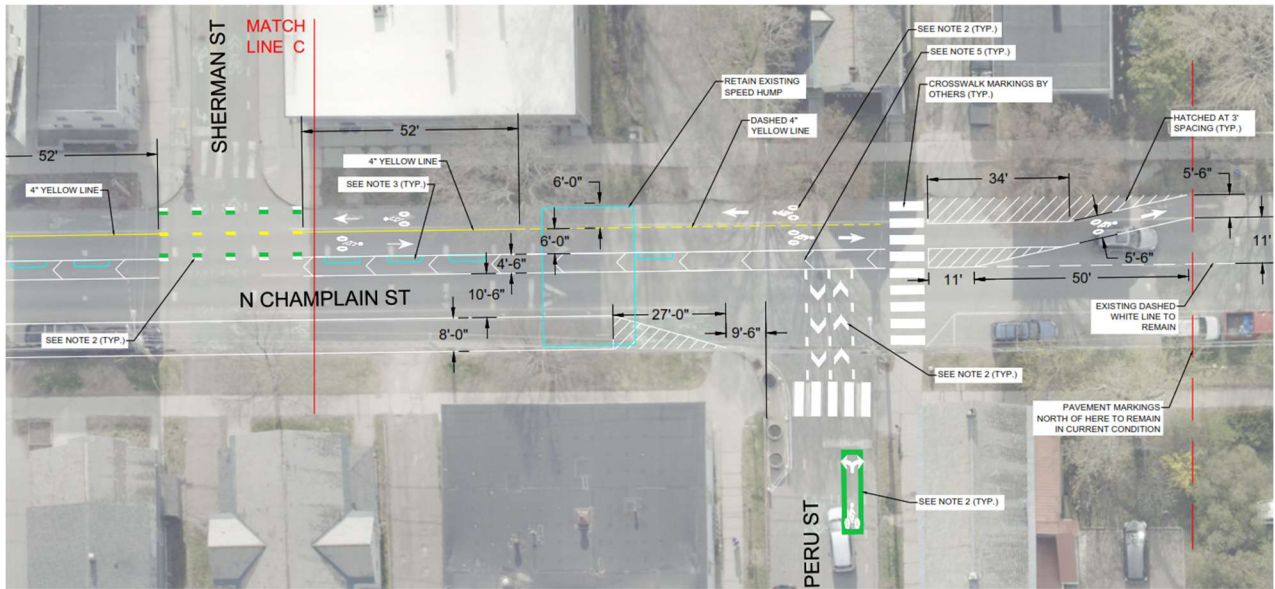 SHERMAN ST
MATCH
LINE C
SEE NOTE 2 (TYP.)
SEE NOTE 5 (TYP.)
RETAIN EXISTING
SPEED HUMP
CROSSWALK MARKINGS BY
OTHERS (TYP.)
DASHED 4"
YELLOW LINE
HATCHED AT 3'
SPACING (TYP.)
52'
52'
4" YELLOW LINE
SEE NOTE 3 (TYP.)
4" YELLOW LINE
6'-0"
6'-0"
4'-6"
10'-6"
8'-0"
34'
5'-6"
11'
5'-6"
11'
50'
N CHAMPLAIN ST
27'-0"
9'-6"
EXISTING DASHED
WHITE LINE TO
REMAIN
SEE NOTE 2 (TYP.)
SEE NOTE 2 (TYP.)
PAVEMENT MARKINGS
NORTH OF HERE TO REMAIN
IN CURRENT CONDITION
SEE NOTE 2 (TYP.)
PERU ST